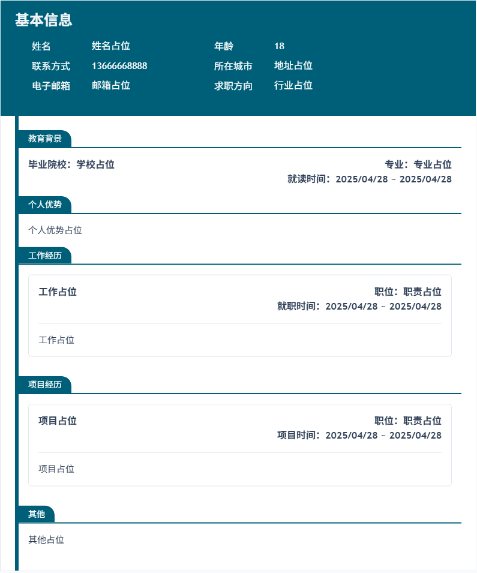 基本信息
姓名 姓名占位 年龄 18
联系方式 13666668888 所在城市 地址占位
电子邮箱 邮箱占位 求职方向 行业占位
教育背景
毕业院校：学校占位 专业：专业占位
就读时间：2025/04/28 - 2025/04/28
个人优势
个人优势占位
工作经历
工作占位 职位：职责占位
就职时间：2025/04/28 - 2025/04/28
工作占位
项目经历
项目占位 职位：职责占位
项目时间：2025/04/28 - 2025/04/28
项目占位
其他
其他占位